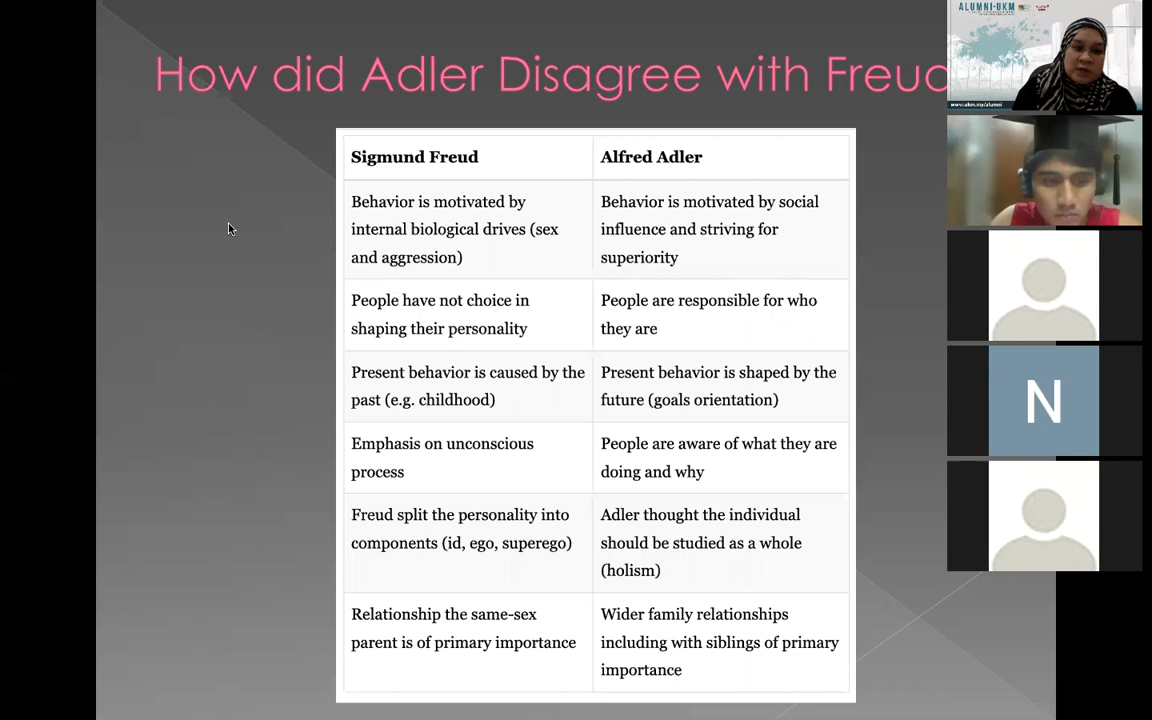 How did Adler Disagree with Freud
Sigmund Freud
Alfred Adler
Behavior is motivated by
internal biological drives (sex
and aggression)
Behavior is motivated by social
influence and striving for
superiority
People have not choice in
shaping their personality
People are responsible for who
they are
Present behavior is caused by the
past (e.g. childhood)
Present behavior is shaped by the
future (goals orientation)
Emphasis on unconscious
process
People are aware of what they are
doing and why
Freud split the personality into
components (id, ego, superego)
Adler thought the individual
should be studied as a whole
(holism)
Relationship the same-sex
parent is of primary importance
Wider family relationships
including with siblings of primary
importance
ALUMNI-UKM
www.ukm.my/alumni
N